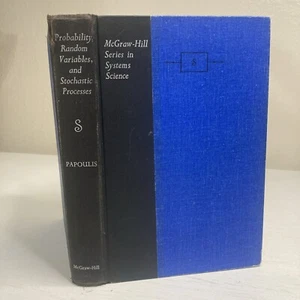 Probability,
Random
Variables,
and
Stochastic
Processes
S
PAPOULIS
McGraw-Hill
McGraw-Hill
Series in
Systems
Science